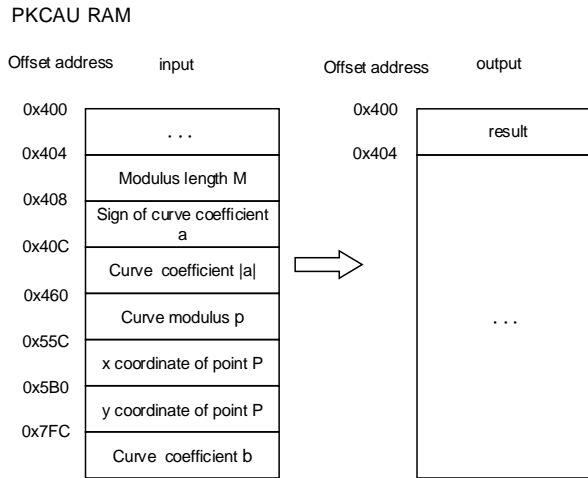 PKCAU RAM
Offset address input Offset address output
0x400 0x400
. . . result
0x404 0x404
Modulus length M
0x408
Sign of curve coefficient
a
0x40C
Curve coefficient |a|
0x460
Curve modulus p . . .
0x55C
x coordinate of point P
0x5B0
y coordinate of point P
0x7FC
Curve coefficient b